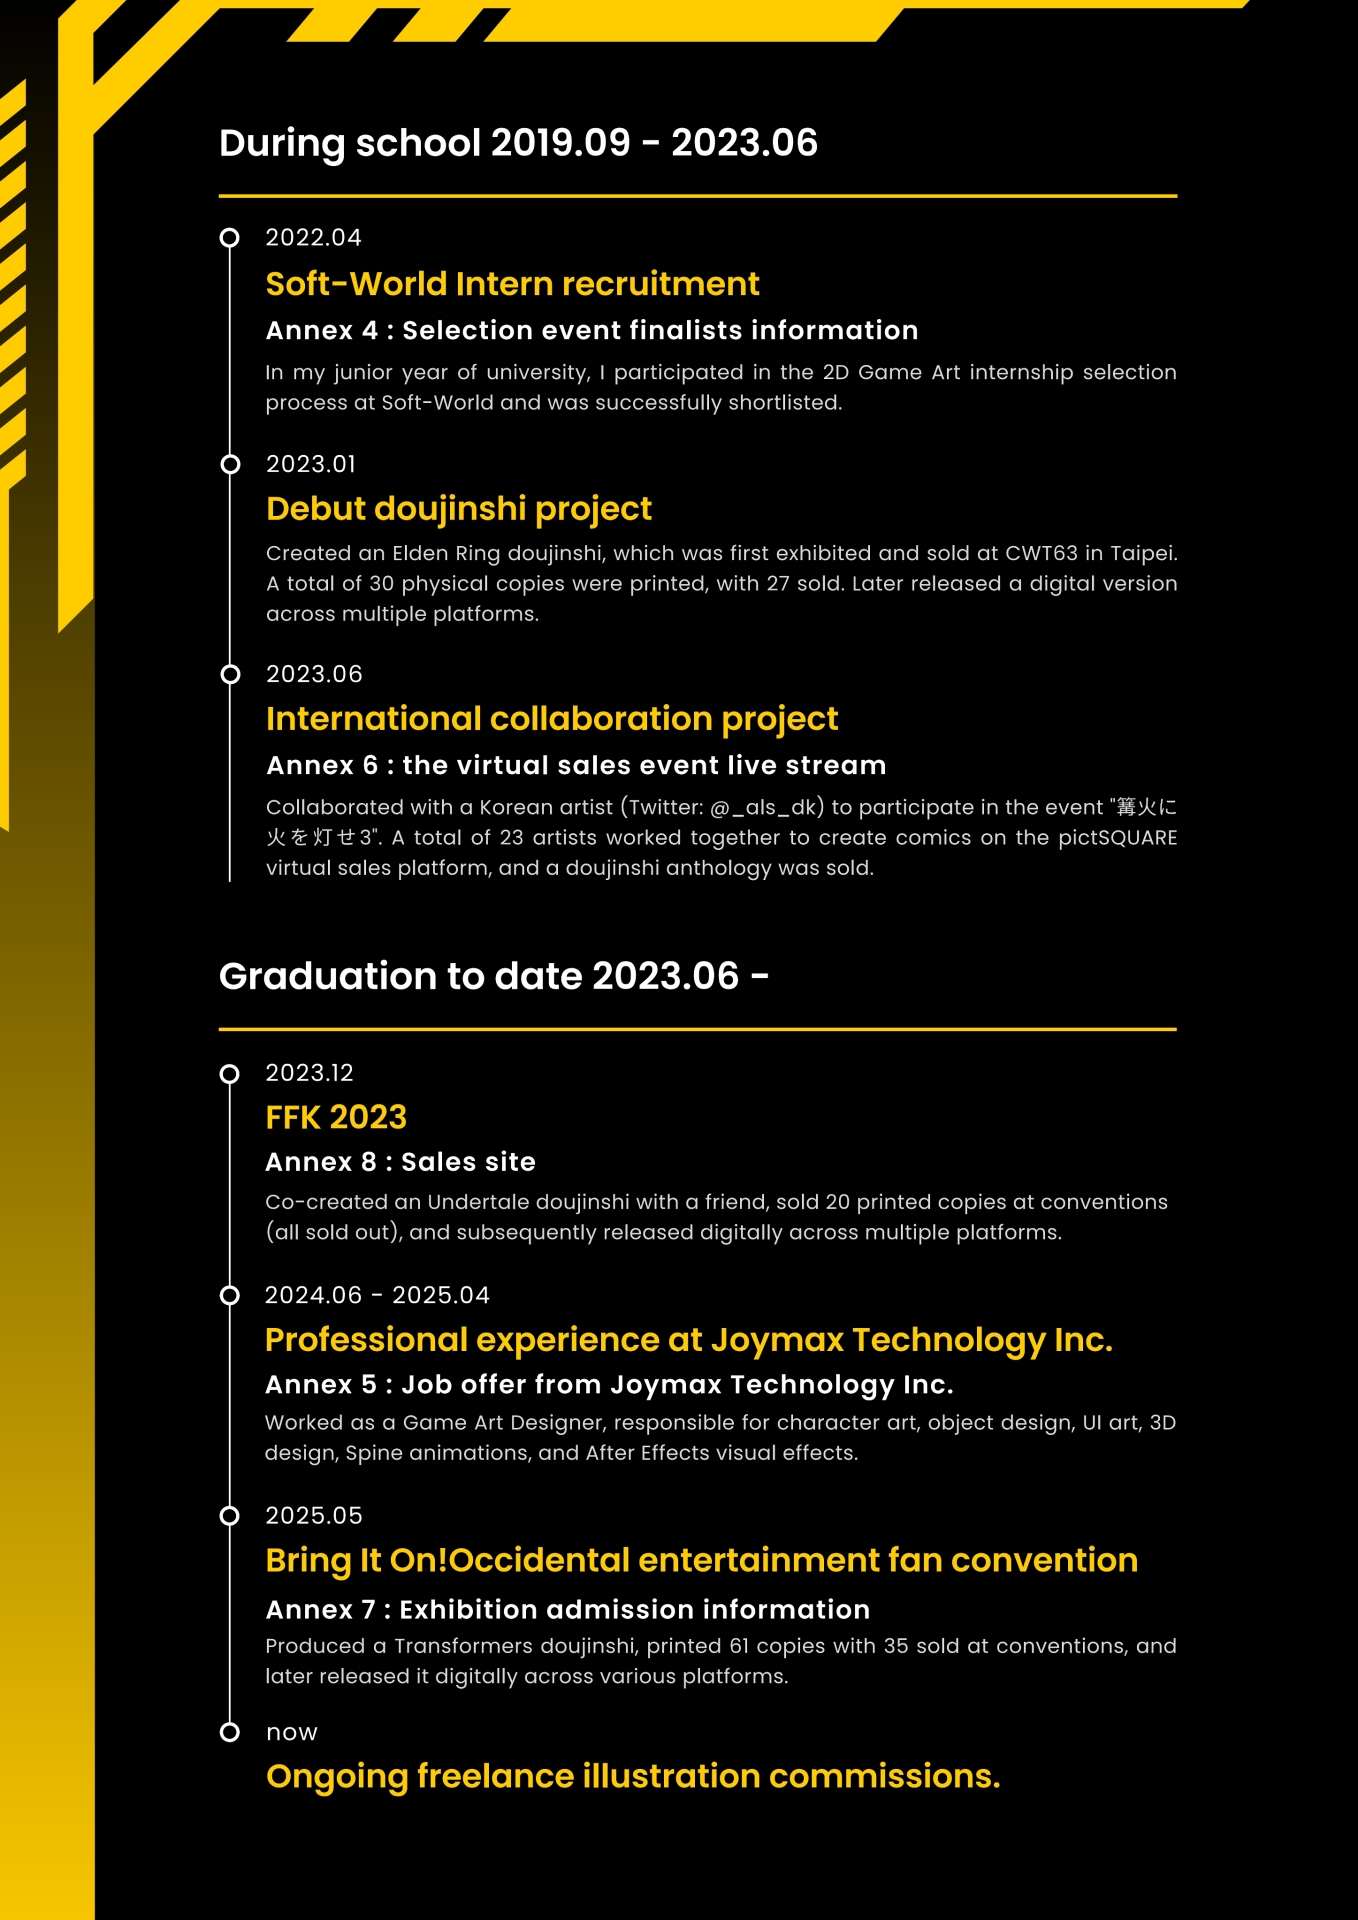 During school 2019.09 - 2023.06
2022.04
Soft-World Intern recruitment
Annex 4 : Selection event finalists information
In my junior year of university, I participated in the 2D Game Art internship selection
process at Soft-World and was successfully shortlisted.
2023.01
Debut doujinshi project
Created an Elden Ring doujinshi, which was first exhibited and sold at CWT63 in Taipei.
A total of 30 physical copies were printed, with 27 sold. Later released a digital version
across multiple platforms.
2023.06
International collaboration project
Annex 6 : the virtual sales event live stream
Collaborated with a Korean artist (Twitter: @_als_dk) to participate in the event "篝火に
火を灯せ3". A total of 23 artists worked together to create comics on the pictSQUARE
virtual sales platform, and a doujinshi anthology was sold.
Graduation to date 2023.06 -
2023.12
FFK 2023
Annex 8 : Sales site
Co-created an Undertale doujinshi with a friend, sold 20 printed copies at conventions
(all sold out), and subsequently released digitally across multiple platforms.
2024.06 - 2025.04
Professional experience at Joymax Technology Inc.
Annex 5 : Job offer from Joymax Technology Inc.
Worked as a Game Art Designer, responsible for character art, object design, UI art, 3D
design, Spine animations, and After Effects visual effects.
2025.05
Bring It On!Occidental entertainment fan convention
Annex 7 : Exhibition admission information
Produced a Transformers doujinshi, printed 61 copies with 35 sold at conventions, and
later released it digitally across various platforms.
now
Ongoing freelance illustration commissions.